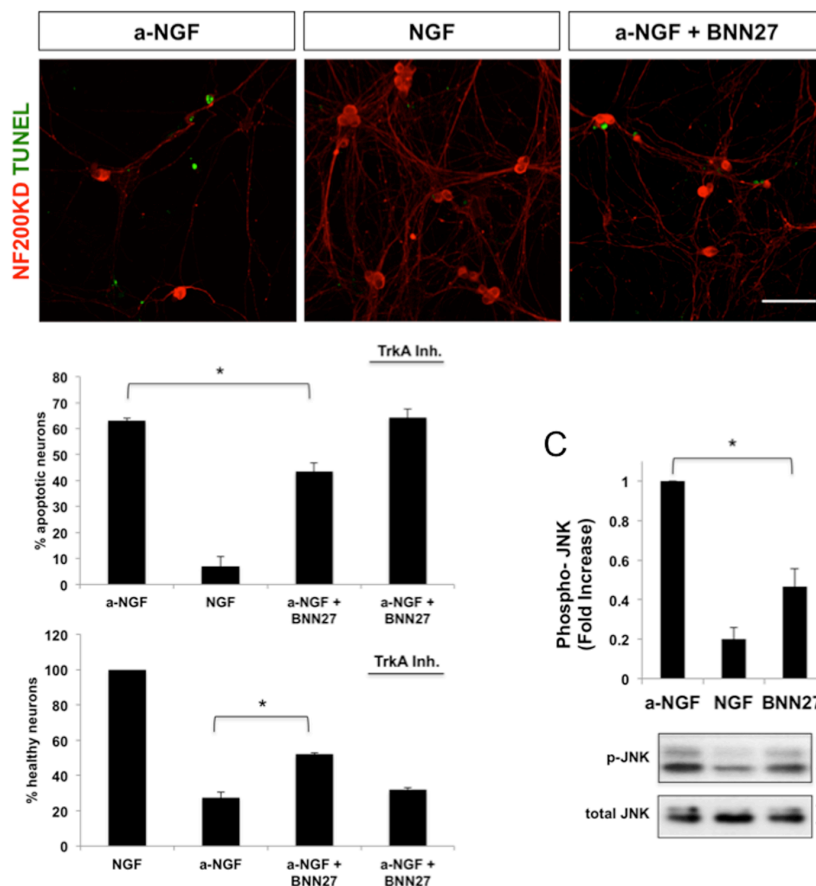 a-NGF
NGF
a-NGF + BNN27
NF200KD TUNEL
TrkA Inh.
*
80
70
60
50
40
30
20
10
0
% apoptotic neurons
a-NGF
NGF
a-NGF +
BNN27
a-NGF +
BNN27
120
100
80
60
40
20
0
% healthy neurons
TrkA Inh.
*
NGF
a-NGF
a-NGF +
BNN27
a-NGF +
BNN27
C
*
1
0.8
0.6
0.4
0.2
0
Phospho- JNK
(Fold Increase)
a-NGF NGF BNN27
p-JNK
total JNK